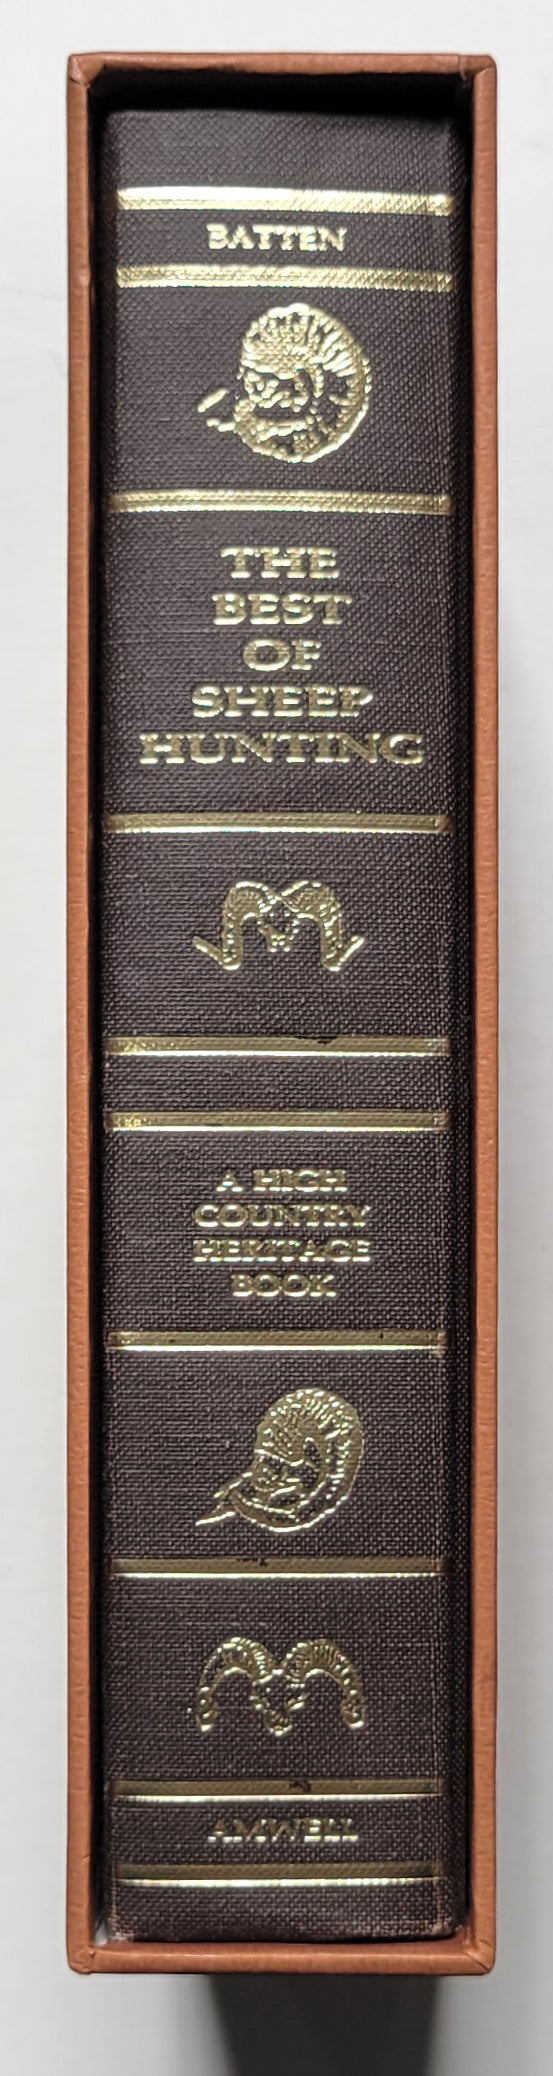 BATTEN
THE
BEST
OF
SHEEP
HUNTING
A HIGH
COUNTRY
HERITAGE
BOOK
AMWELL